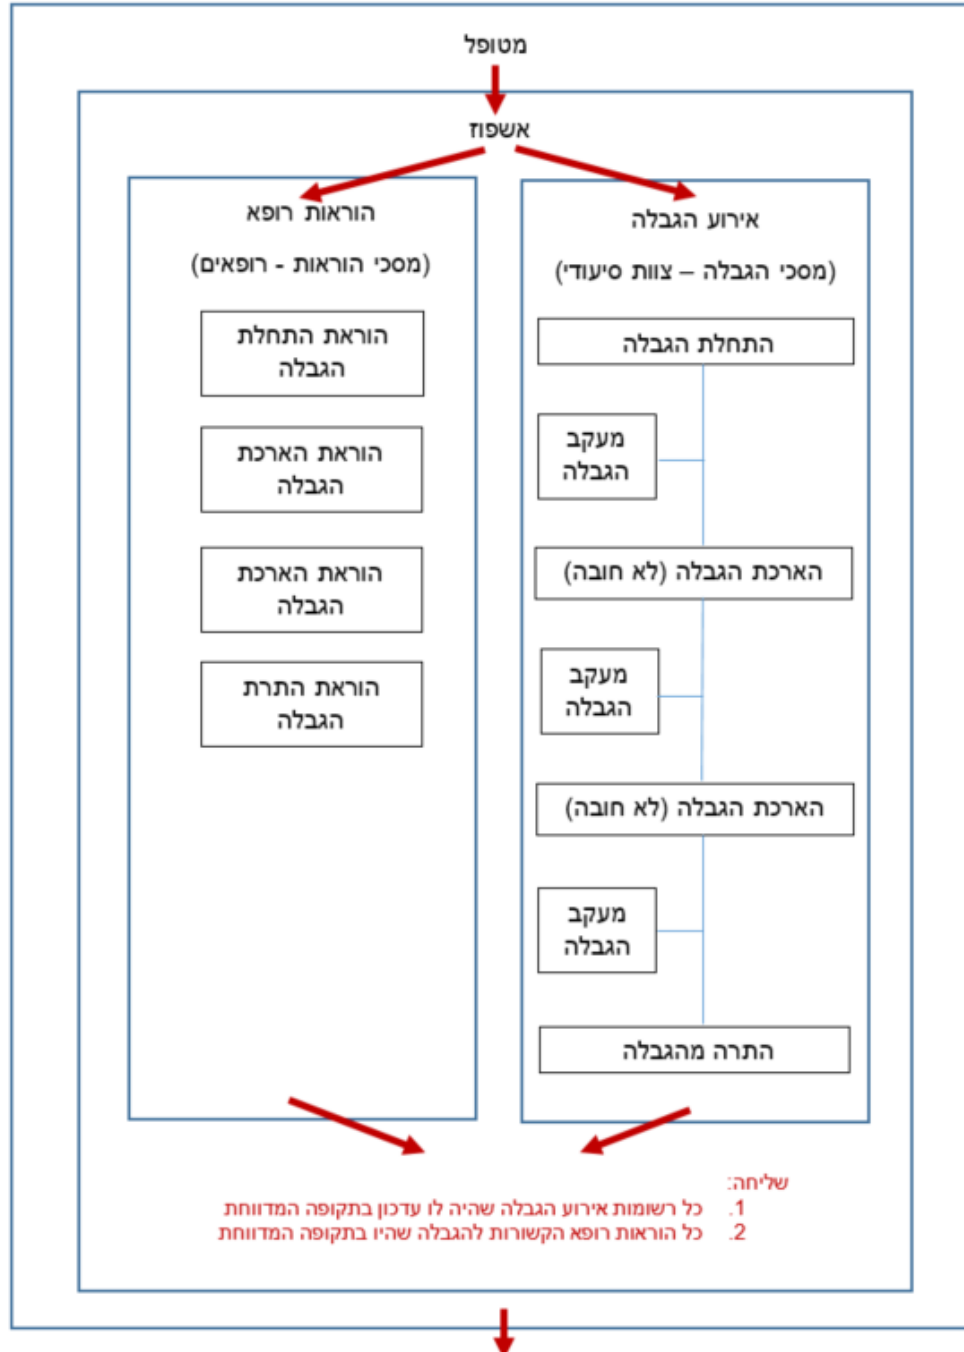 מטופל
אשפוז
אירוע הגבלה
(מסכי הגבלה – צוות סיעודי)
התחלת הגבלה
מעקב
הגבלה
הארכת הגבלה (לא חובה)
מעקב
הגבלה
הארכת הגבלה (לא חובה)
מעקב
הגבלה
התרה מהגבלה
הוראות רופא
(מסכי הוראות - רופאים)
הוראת התחלת
הגבלה
הוראת הארכת
הגבלה
הוראת הארכת
הגבלה
הוראת התרת
הגבלה
שליחה:
1. כל רשומות אירוע הגבלה שהיה לו עדכון בתקופה המדווחת
2. כל הוראות רופא הקשורות להגבלה שהיו בתקופה המדווחת